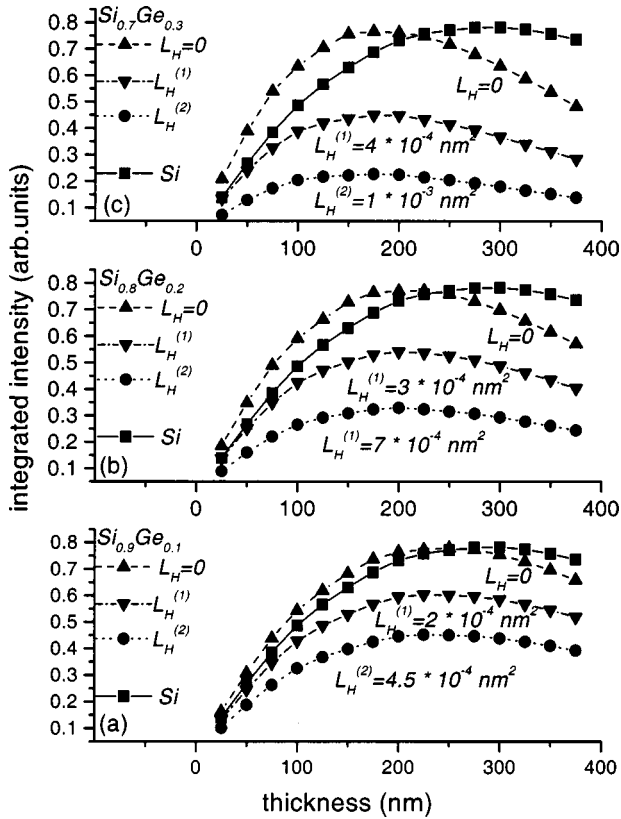 integrated intensity (arb.units)
Si0.7Ge0.3
LH=0
LH(1)
LH(2)
Si
(c)
0.8
0.7
0.6
0.5
0.4
0.3
0.2
0.1
LH=0
LH(1)=4 * 10-4 nm2
LH(2)=1 * 10-3 nm2
0 100 200 300 400
Si0.8Ge0.2
LH=0
LH(1)
LH(2)
Si
(b)
0.8
0.7
0.6
0.5
0.4
0.3
0.2
0.1
LH=0
LH(1)=3 * 10-4 nm2
LH(1)=7 * 10-4 nm2
0 100 200 300 400
Si0.9Ge0.1
LH=0
LH(1)
LH(2)
Si
(a)
0.8
0.7
0.6
0.5
0.4
0.3
0.2
0.1
LH=0
LH(1)=2 * 10-4 nm2
LH(2)=4.5 * 10-4 nm2
0 100 200 300 400
thickness (nm)